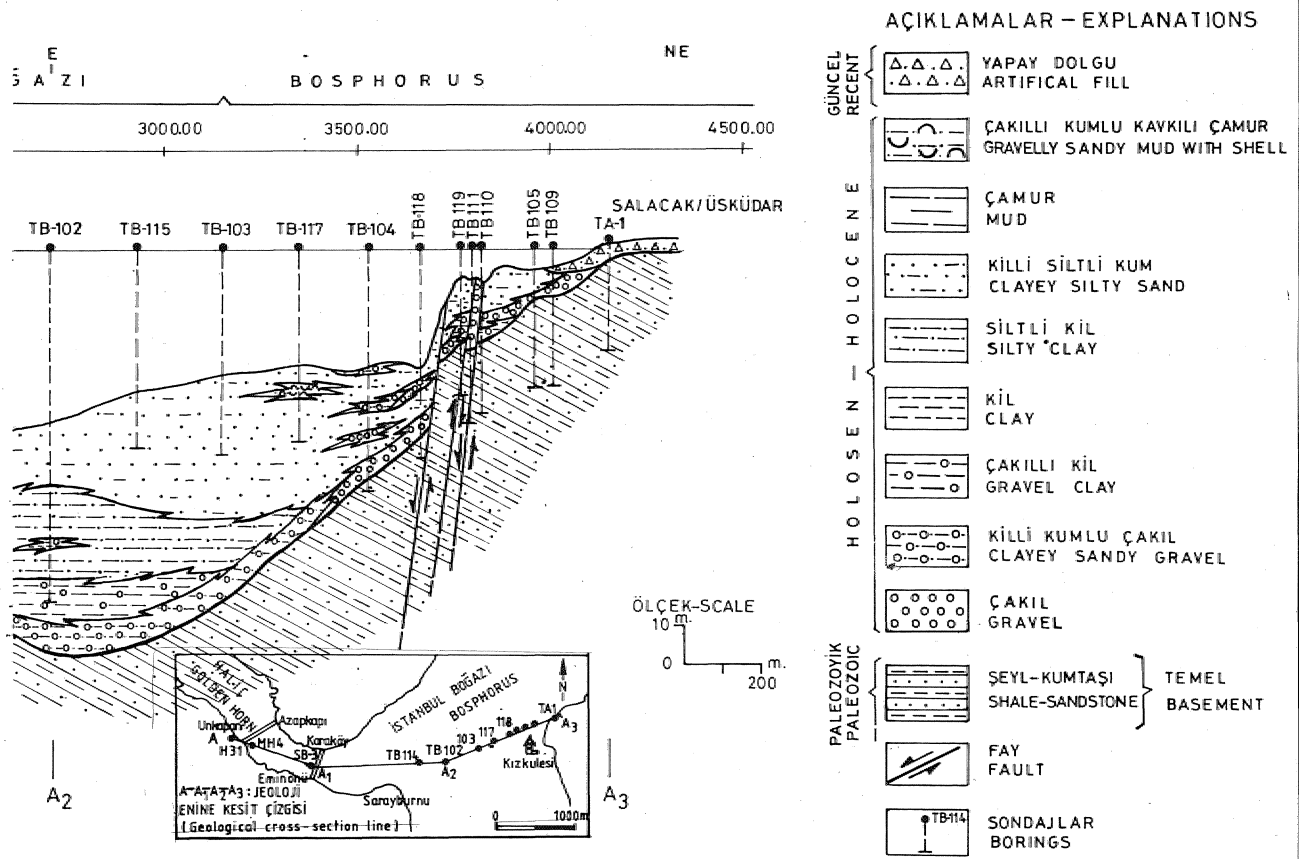 AÇIKLAMALAR – EXPLANATIONS
E
NE
ĞAZI BOSPHORUS
3000.00 3500.00 4000.00 4500.00
SALACAK/ÜSKÜDAR
TB-102 TB-115 TB-103 TB-117 TB-104 TB-118 TB119 TB111 TB110 TB105 TB109 TA-1
ÖLÇEK-SCALE
10 m.
0
m.
200
A2
A3
HALİÇ
GOLDEN HORN
İSTANBUL BOĞAZI
BOSPHORUS
N
Unkapanı
Azapkapı
A
H31
MH4
Karaköy
SB-3
A1
Eminönü
TB114
TB102
A2
103
117
118
TA1
A3
Kızkulesi
Sarayburnu
A-A1-A2-A3: JEOLOJİ
ENİNE KESİT ÇİZGİSİ
(Geological cross-section line)
0 1000m
GÜNCEL
RECENT
YAPAY DOLGU
ARTIFICAL FILL
HOLOSEN – HOLOCENE
ÇAKILLI KUMLU KAVKILI ÇAMUR
GRAVELLY SANDY MUD WITH SHELL
ÇAMUR
MUD
KİLLİ SİLTLİ KUM
CLAYEY SILTY SAND
SİLTLİ KİL
SILTY CLAY
KİL
CLAY
ÇAKILLI KİL
GRAVEL CLAY
KİLLİ KUMLU ÇAKIL
CLAYEY SANDY GRAVEL
ÇAKIL
GRAVEL
PALEOZOYİK
PALEOZOIC
ŞEYL-KUMTAŞI
SHALE-SANDSTONE
TEMEL
BASEMENT
FAY
FAULT
TB-114
SONDAJLAR
BORINGS